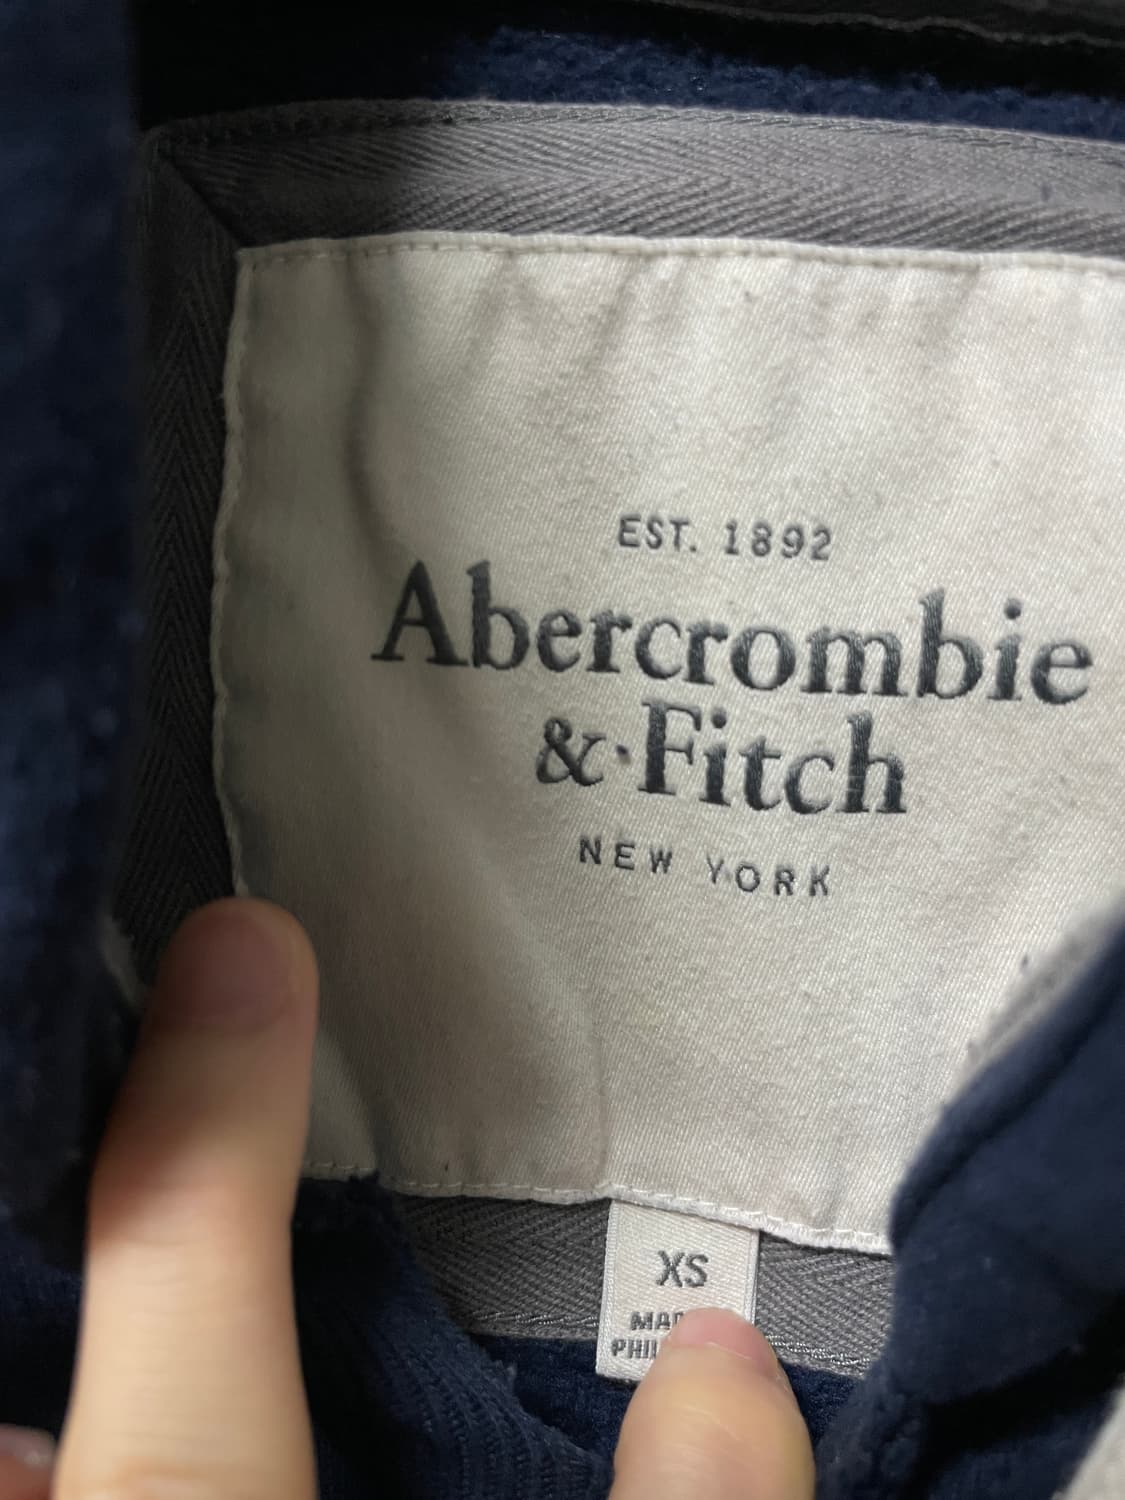 EST. 1892
Abercrombie
& Fitch
NEW YORK
XS